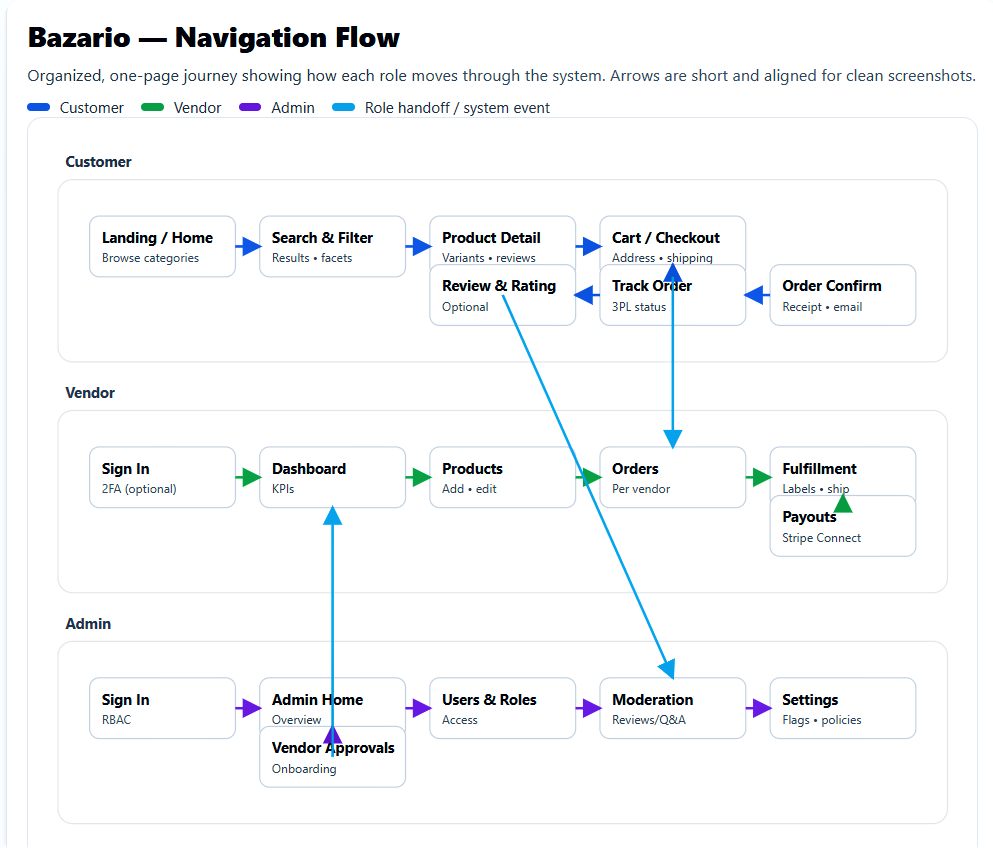 Bazario — Navigation Flow
Organized, one-page journey showing how each role moves through the system. Arrows are short and aligned for clean screenshots.
Customer Vendor Admin Role handoff / system event
Customer
Landing / Home
Browse categories
Search & Filter
Results • facets
Product Detail
Variants • reviews
Cart / Checkout
Address • shipping
Review & Rating
Optional
Track Order
3PL status
Order Confirm
Receipt • email
Vendor
Sign In
2FA (optional)
Dashboard
KPIs
Products
Add • edit
Orders
Per vendor
Fulfillment
Labels • ship
Payouts
Stripe Connect
Admin
Sign In
RBAC
Admin Home
Overview
Users & Roles
Access
Moderation
Reviews/Q&A
Settings
Flags • policies
Vendor Approvals
Onboarding